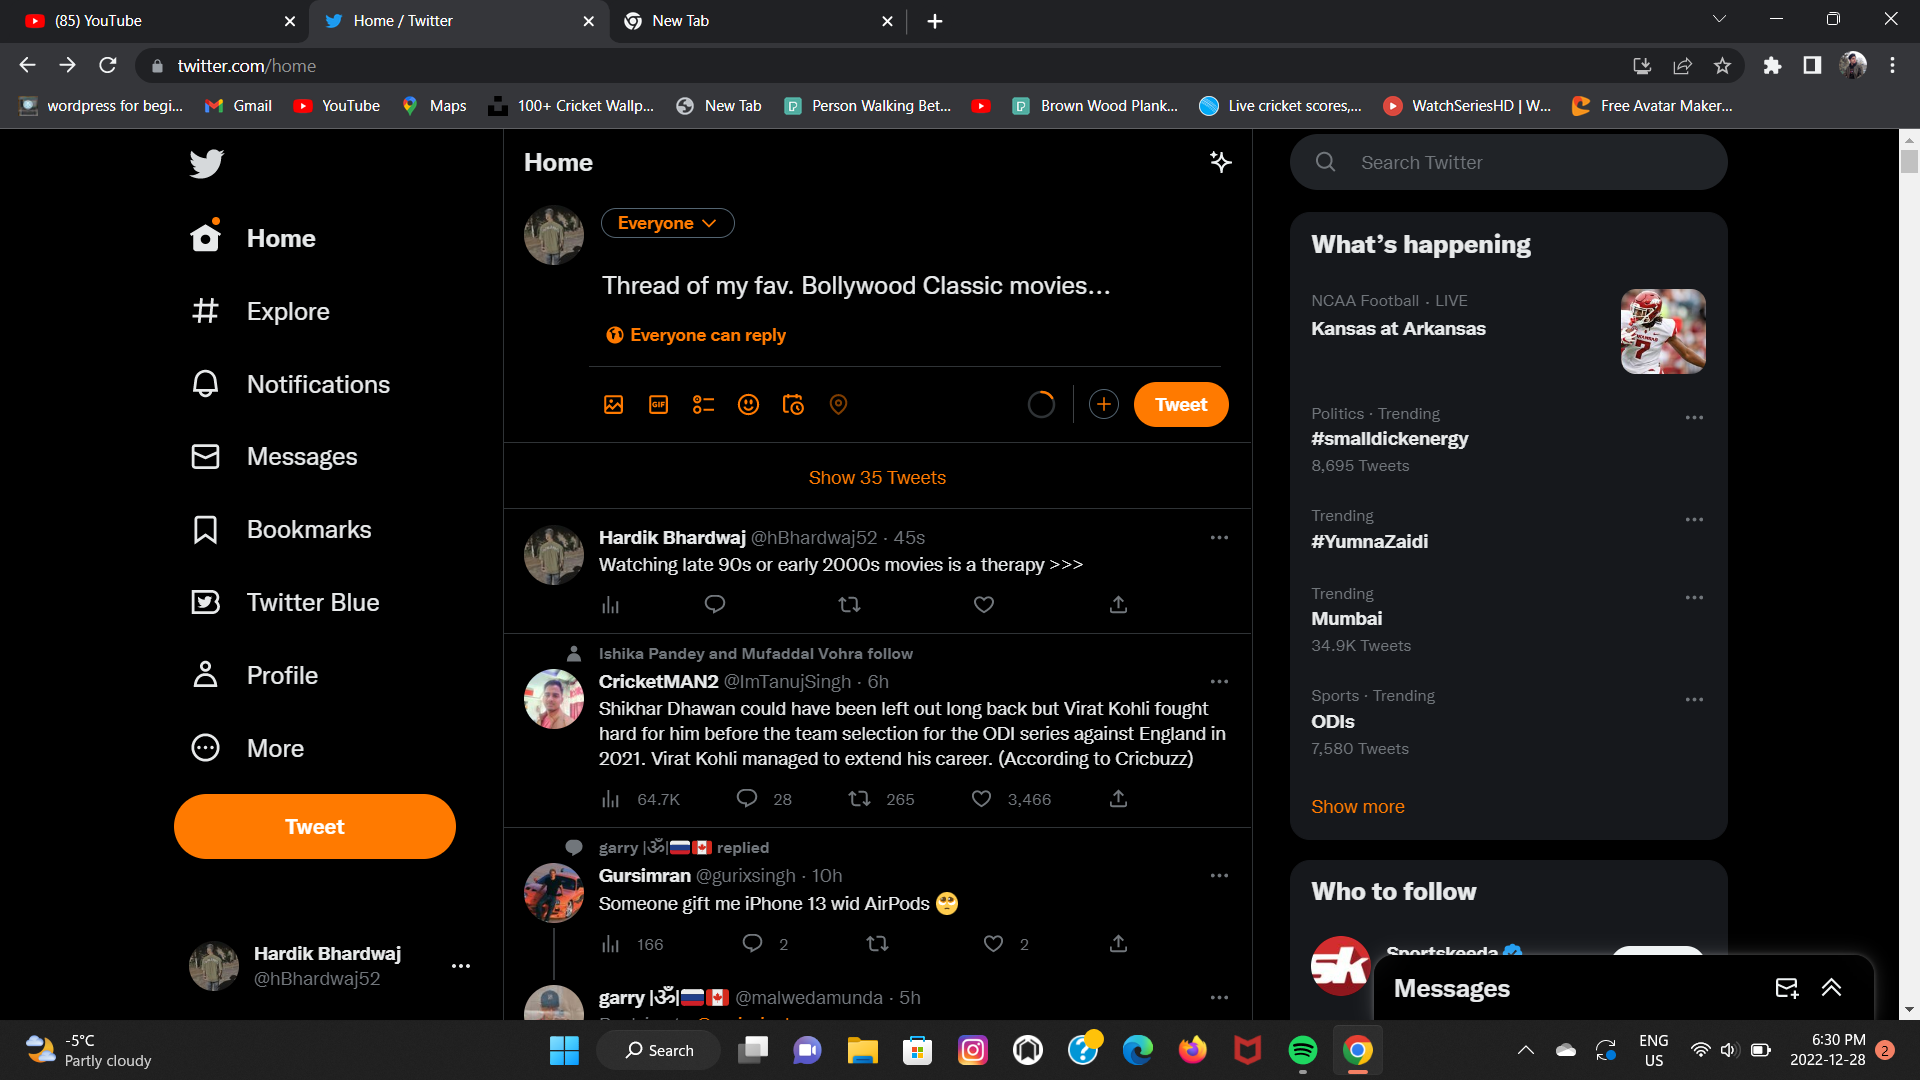 (85) YouTube
Home / Twitter
New Tab
twitter.com/home
wordpress for begi...
Gmail
YouTube
Maps
100+ Cricket Wallp...
New Tab
Person Walking Bet...
Brown Wood Plank...
Live cricket scores,...
WatchSeriesHD | W...
Free Avatar Maker...
Home
Explore
Notifications
Messages
Bookmarks
Twitter Blue
Profile
More
Tweet
Hardik Bhardwaj
@hBhardwaj52
Home
Everyone
Thread of my fav. Bollywood Classic movies...
Everyone can reply
GIF
Tweet
Show 35 Tweets
Hardik Bhardwaj @hBhardwaj52 · 45s
Watching late 90s or early 2000s movies is a therapy >>>
Ishika Pandey and Mufaddal Vohra follow
CricketMAN2 @ImTanujSingh · 6h
Shikhar Dhawan could have been left out long back but Virat Kohli fought
hard for him before the team selection for the ODI series against England in
2021. Virat Kohli managed to extend his career. (According to Cricbuzz)
64.7K 28 265 3,466
garry |ॐ|🇷🇺🇨🇦 replied
Gursimran @gurixsingh · 10h
Someone gift me iPhone 13 wid AirPods 🥺
166 2 2
garry |ॐ|🇷🇺🇨🇦 @malwedamunda · 5h
Search Twitter
What's happening
NCAA Football · LIVE
Kansas at Arkansas
Politics · Trending
#smalldickenergy
8,695 Tweets
Trending
#YumnaZaidi
Trending
Mumbai
34.9K Tweets
Sports · Trending
ODIs
7,580 Tweets
Show more
Who to follow
sk
Sportskeeda
Messages
-5°C
Partly cloudy
Search
ENG
US
6:30 PM
2022-12-28
2